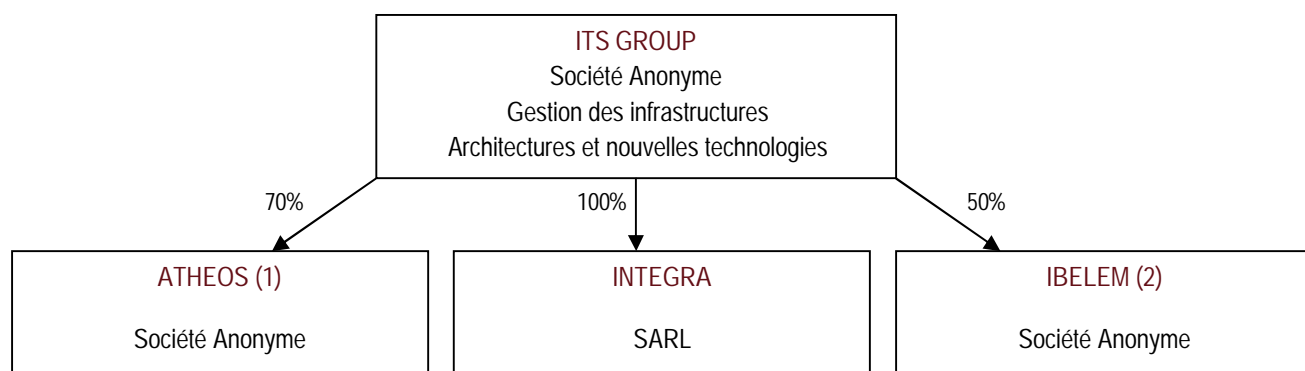 ITS GROUP
Société Anonyme
Gestion des infrastructures
Architectures et nouvelles technologies
70%
100%
50%
ATHEOS (1)
Société Anonyme
INTEGRA
SARL
IBELEM (2)
Société Anonyme